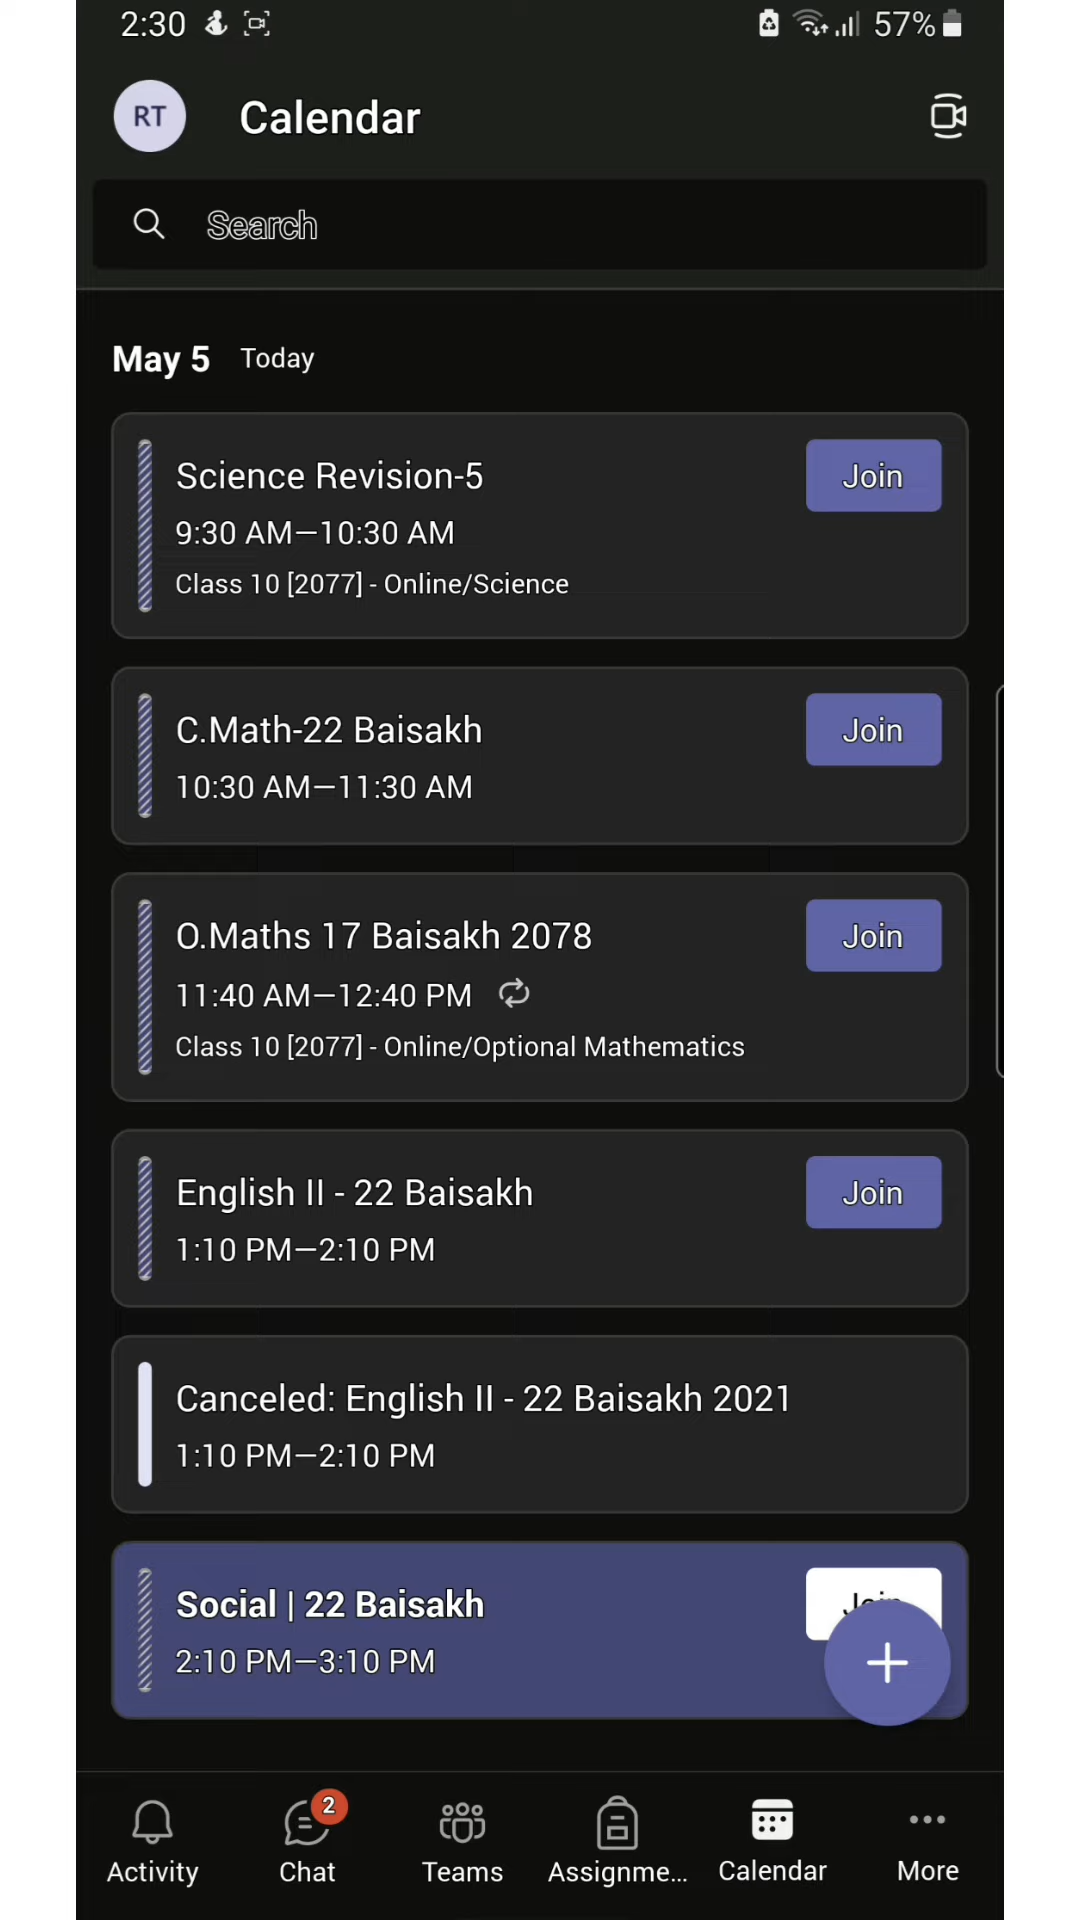 2:30
57%
RT
Calendar
Search
May 5 Today
Science Revision-5
Join
9:30 AM—10:30 AM
Class 10 [2077] - Online/Science
C.Math-22 Baisakh
Join
10:30 AM—11:30 AM
O.Maths 17 Baisakh 2078
Join
11:40 AM—12:40 PM
Class 10 [2077] - Online/Optional Mathematics
English II - 22 Baisakh
Join
1:10 PM—2:10 PM
Canceled: English II - 22 Baisakh 2021
1:10 PM—2:10 PM
Social | 22 Baisakh
Join
2:10 PM—3:10 PM
2
Activity Chat Teams Assignme... Calendar More